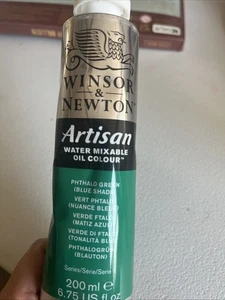 WINSOR
&
NEWTON
Artisan
WATER MIXABLE
OIL COLOUR™
PHTHALO GREEN
(BLUE SHADE)
VERT PHTALO
(NUANCE BLEU)
VERDE FTALO
(MATIZ AZUL)
VERDE DI FTALO
(TONALITÀ BLU)
PHTHALOGRÜN
(BLAUTON)
Series/Série/Serie
200 ml e
6.75 US fl oz